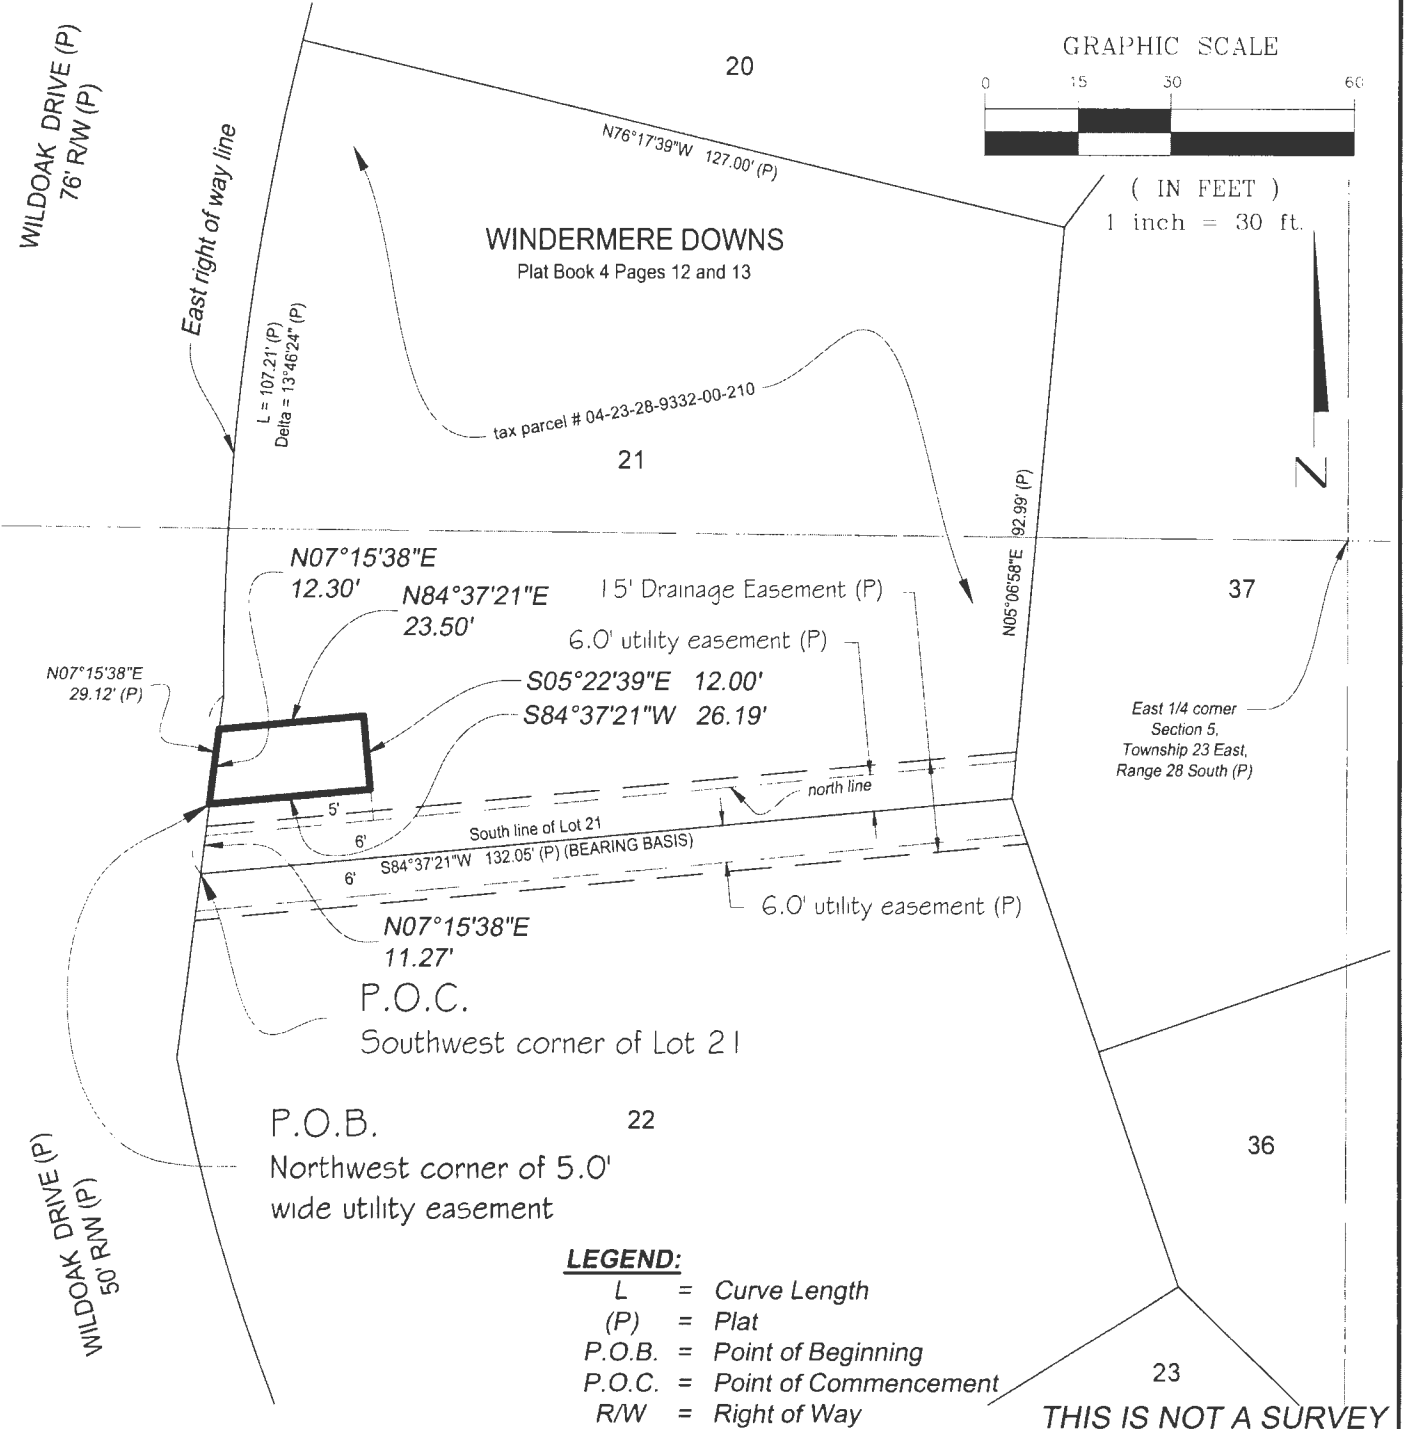 WILDOAK DRIVE (P)
76' R/W (P)
20
GRAPHIC SCALE
0 15 30 60
( IN FEET )
1 inch = 30 ft.
N76°17'39"W 127.00' (P)
East right of way line
WINDERMERE DOWNS
Plat Book 4 Pages 12 and 13
L = 107.21' (P)
Delta = 13°46'24" (P)
tax parcel # 04-23-28-9332-00-210
21
N
N05°06'58"E 92.99' (P)
N07°15'38"E
12.30'
N84°37'21"E
23.50'
15' Drainage Easement (P)
37
6.0' utility easement (P)
N07°15'38"E
29.12' (P)
S05°22'39"E 12.00'
S84°37'21"W 26.19'
East 1/4 corner
Section 5,
Township 23 East,
Range 28 South (P)
north line
5'
South line of Lot 21
6'
S84°37'21"W 132.05' (P) (BEARING BASIS)
6'
6.0' utility easement (P)
N07°15'38"E
11.27'
P.O.C.
Southwest corner of Lot 21
P.O.B.
Northwest corner of 5.0'
wide utility easement
22
36
WILDOAK DRIVE (P)
50' R/W (P)
LEGEND:
L = Curve Length
(P) = Plat
P.O.B. = Point of Beginning
P.O.C. = Point of Commencement
R/W = Right of Way
23
THIS IS NOT A SURVEY